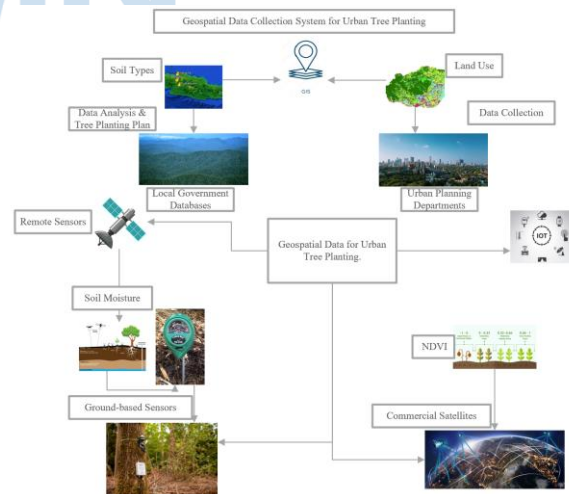 Geospatial Data Collection System for Urban Tree Planting
Soil Types
GIS
Land Use
Data Analysis &
Tree Planting Plan
Data Collection
Local Government
Databases
Urban Planning
Departments
Remote Sensors
Geospatial Data for Urban
Tree Planting.
IOT
Soil Moisture
NDVI
Ground-based Sensors
Commercial Satellites